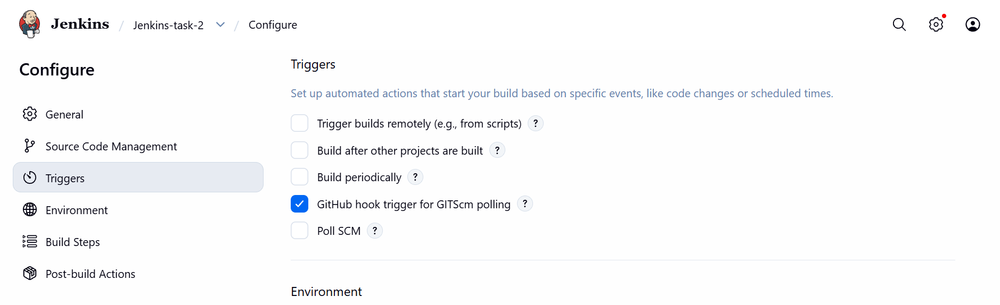 Jenkins / Jenkins-task-2 / Configure
Configure
General
Source Code Management
Triggers
Environment
Build Steps
Post-build Actions
Triggers
Set up automated actions that start your build based on specific events, like code changes or scheduled times.
Trigger builds remotely (e.g., from scripts) ?
Build after other projects are built ?
Build periodically ?
GitHub hook trigger for GITScm polling ?
Poll SCM ?
Environment